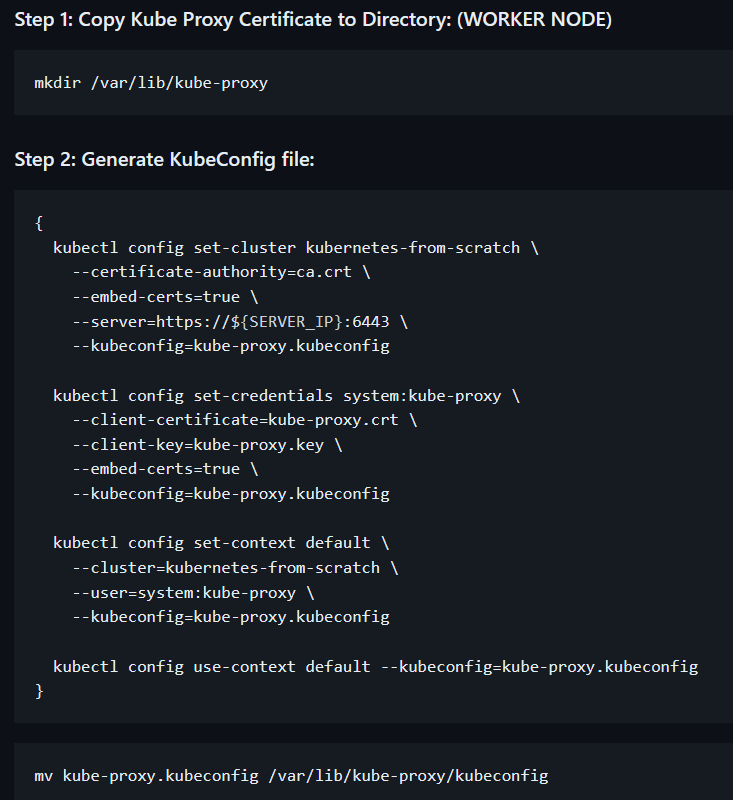 Step 1: Copy Kube Proxy Certificate to Directory: (WORKER NODE)
mkdir /var/lib/kube-proxy
Step 2: Generate KubeConfig file:
{
  kubectl config set-cluster kubernetes-from-scratch \
    --certificate-authority=ca.crt \
    --embed-certs=true \
    --server=https://${SERVER_IP}:6443 \
    --kubeconfig=kube-proxy.kubeconfig
  kubectl config set-credentials system:kube-proxy \
    --client-certificate=kube-proxy.crt \
    --client-key=kube-proxy.key \
    --embed-certs=true \
    --kubeconfig=kube-proxy.kubeconfig
  kubectl config set-context default \
    --cluster=kubernetes-from-scratch \
    --user=system:kube-proxy \
    --kubeconfig=kube-proxy.kubeconfig
  kubectl config use-context default --kubeconfig=kube-proxy.kubeconfig
}
mv kube-proxy.kubeconfig /var/lib/kube-proxy/kubeconfig